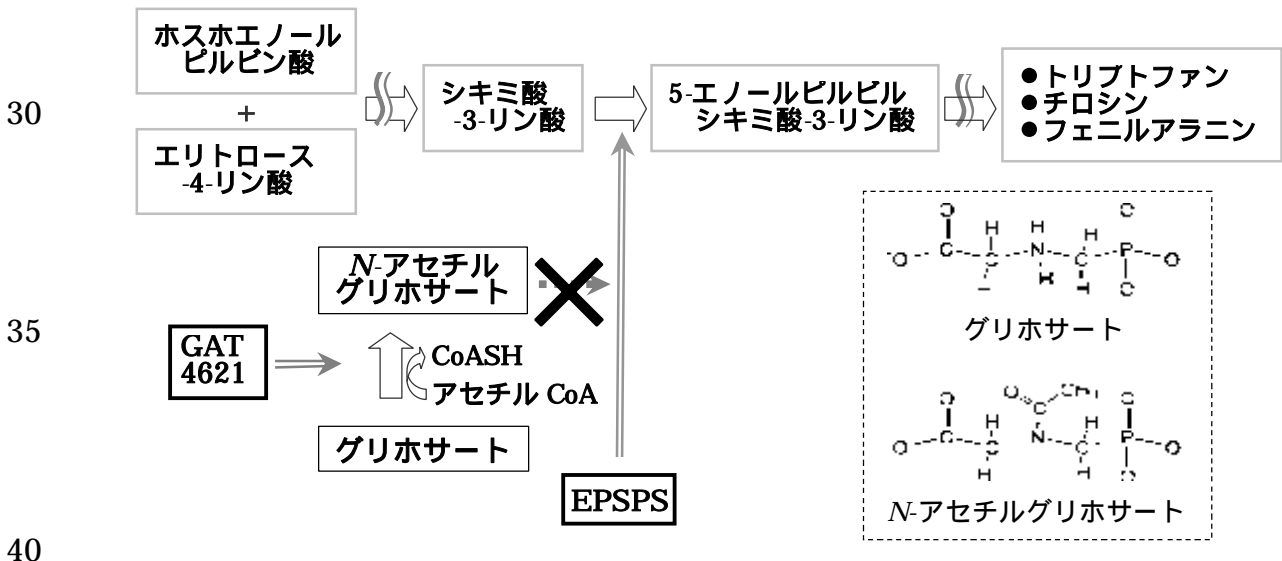 ホスホエノール
ピルビン酸
+
エリトロース
-4-リン酸
シキミ酸
-3-リン酸
5-エノールピルビル
シキミ酸-3-リン酸
●トリプトファン
●チロシン
●フェニルアラニン
30
N-アセチル
グリホサート
35
GAT
4621
CoASH
アセチル CoA
グリホサート
EPSPS
グリホサート
N-アセチルグリホサート
40